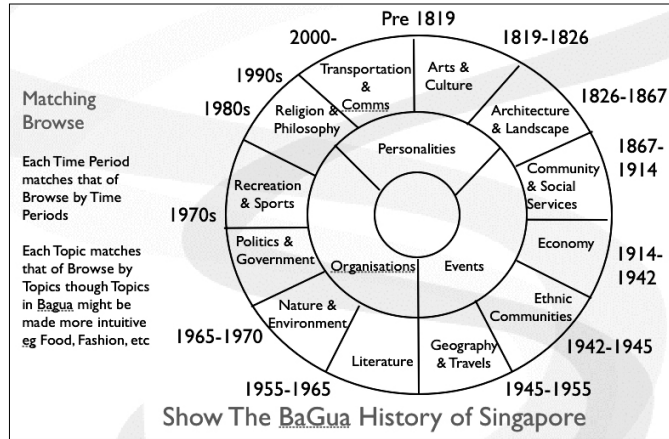 Pre 1819
2000-
1819-1826
1990s
Transportation
& Comms
Arts &
Culture
1826-1867
Matching
Browse
1980s
Religion &
Philosophy
Architecture
& Landscape
1867-
1914
Personalities
Each Time Period
matches that of
Browse by Time
Periods
Recreation
& Sports
Community
& Social
Services
1970s
Politics &
Government
Economy
1914-
1942
Each Topic matches
that of Browse by
Topics though Topics
in Bagua might be
made more intuitive
eg Food, Fashion, etc
Organisations
Events
Nature &
Environment
Ethnic
Communities
1965-1970
Literature
Geography
& Travels
1942-1945
1955-1965
1945-1955
Show The BaGua History of Singapore